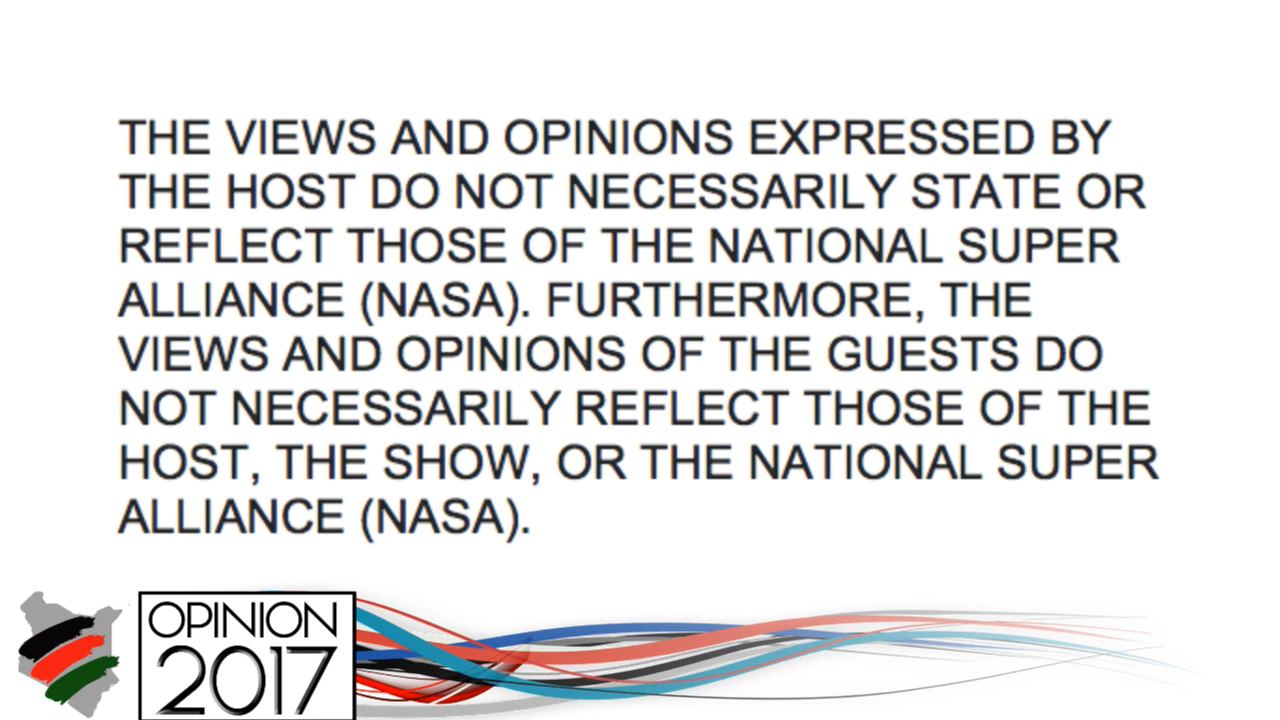 THE VIEWS AND OPINIONS EXPRESSED BY
THE HOST DO NOT NECESSARILY STATE OR
REFLECT THOSE OF THE NATIONAL SUPER
ALLIANCE (NASA). FURTHERMORE, THE
VIEWS AND OPINIONS OF THE GUESTS DO
NOT NECESSARILY REFLECT THOSE OF THE
HOST, THE SHOW, OR THE NATIONAL SUPER
ALLIANCE (NASA).
OPINION
2017